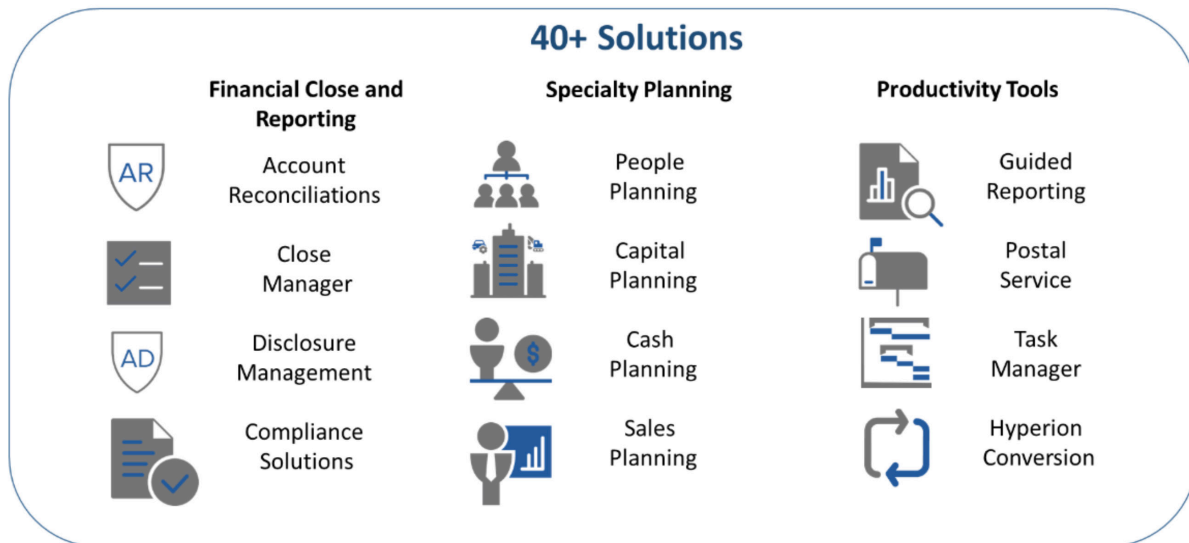 40+ Solutions
Financial Close and
Reporting
AR
Account
Reconciliations
Close
Manager
AD
Disclosure
Management
Compliance
Solutions
Specialty Planning
People
Planning
Capital
Planning
$
Cash
Planning
Sales
Planning
Productivity Tools
Guided
Reporting
Postal
Service
Task
Manager
Hyperion
Conversion